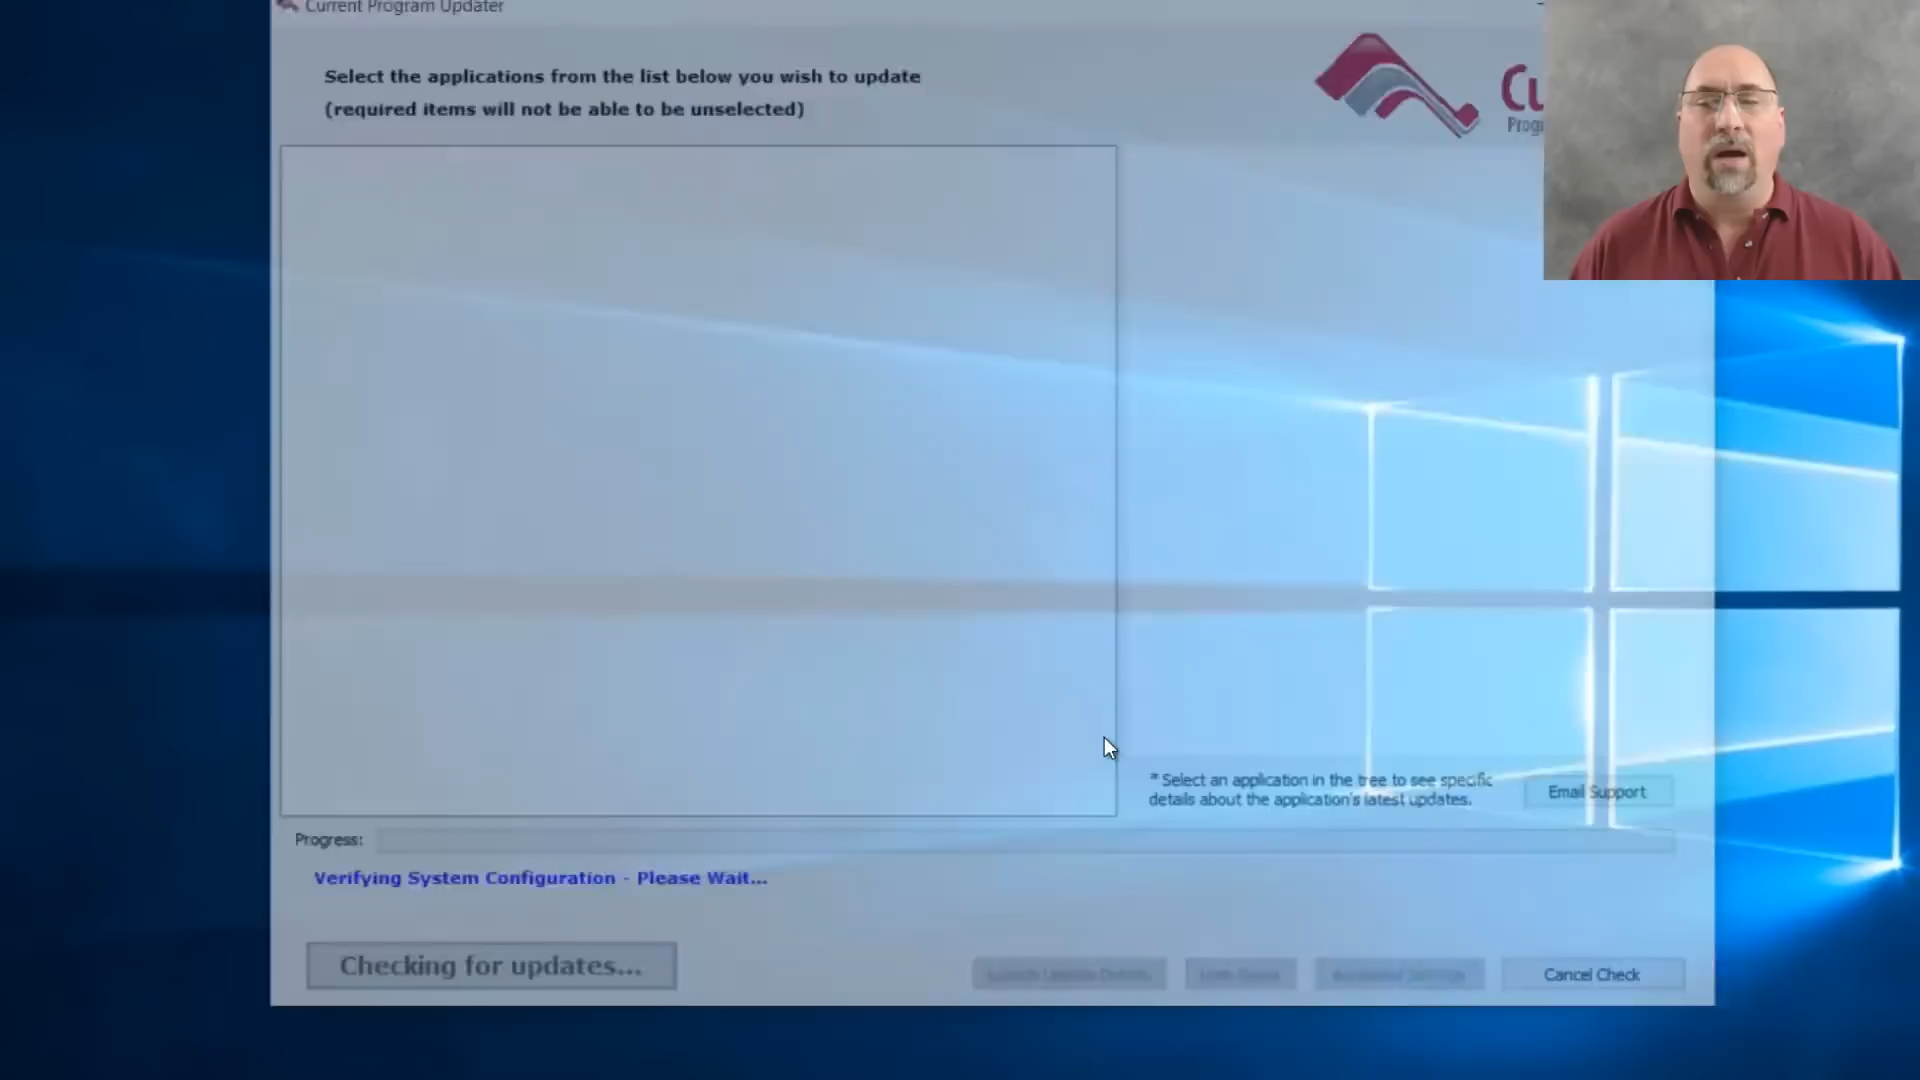 Current Program Updater
Select the applications from the list below you wish to update
(required items will not be able to be unselected)
Cu
Prog
* Select an application in the tree to see specific
details about the application's latest updates.
Email Support
Progress:
Verifying System Configuration - Please Wait...
Checking for updates...
Cancel Check